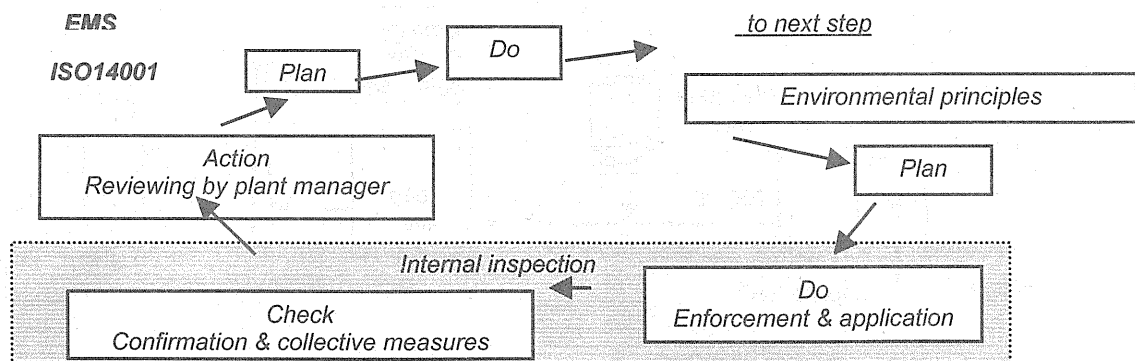 EMS
to next step
Do
ISO14001
Plan
Environmental principles
Action
Reviewing by plant manager
Plan
Internal inspection
Do
Enforcement & application
Check
Confirmation & collective measures